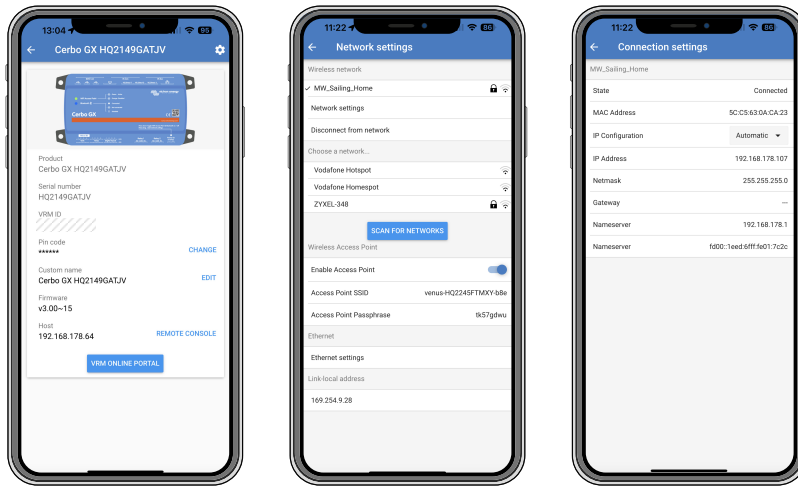 13:04
95
Cerbo GX HQ2149GATJV
Cerbo GX
Product
Cerbo GX HQ2149GATJV
Serial number
HQ2149GATJV
VRM ID
Pin code
****** CHANGE
Custom name
Cerbo GX HQ2149GATJV EDIT
Firmware
v3.00~15
Host
192.168.178.64 REMOTE CONSOLE
VRM ONLINE PORTAL
11:22
86
Network settings
Wireless network
MW_Sailing_Home
Network settings
Disconnect from network
Choose a network...
Vodafone Hotspot
Vodafone Homespot
ZYXEL-348
SCAN FOR NETWORKS
Wireless Access Point
Enable Access Point
Access Point SSID venus-HQ2245FTMXY-b8e
Access Point Passphrase tk57gdwu
Ethernet
Ethernet settings
Link-local address
169.254.9.28
11:22
86
Connection settings
MW_Sailing_Home
State Connected
MAC Address 5C:C5:63:0A:CA:23
IP Configuration Automatic
IP Address 192.168.178.107
Netmask 255.255.255.0
Gateway —
Nameserver 192.168.178.1
Nameserver fd00::1eed:6fff:fe01:7c2c